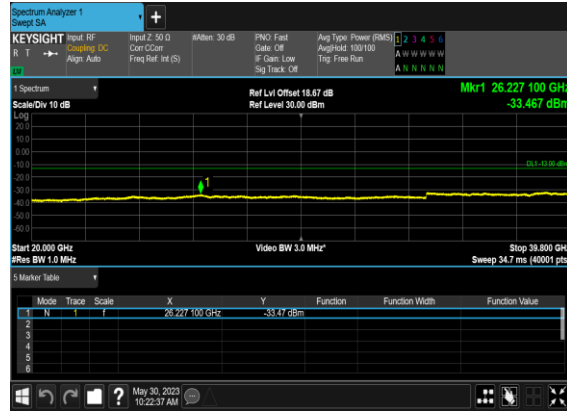 Spectrum Analyzer 1
Swept SA
+
KEYSIGHT Input: RF Input Z: 50 Ω #Atten: 30 dB PNO: Fast Avg Type: Power (RMS) 1 2 3 4 5 6
R T Coupling: DC Corr CCorr Gate: Off Avg|Hold: 100/100 A W W W W W
Align: Auto Freq Ref: Int (S) IF Gain: Low Trig: Free Run
Sig Track: Off A N N N N N
1 Spectrum Ref Lvl Offset 18.67 dB Mkr1 26.227 100 GHz
Scale/Div 10 dB Ref Level 30.00 dBm -33.467 dBm
Log
20.0
10.0
0.00
-10.0
DL1 -13.00 dBm
-20.0
1
-30.0
-40.0
-50.0
-60.0
Start 20.000 GHz Video BW 3.0 MHz* Stop 39.800 GHz
#Res BW 1.0 MHz Sweep 34.7 ms (40001 pts)
5 Marker Table
Mode Trace Scale X Y Function Function Width Function Value
1 N 1 f 26.227 100 GHz -33.47 dBm
2
3
4
5
6
? May 30, 2023
10:22:37 AM